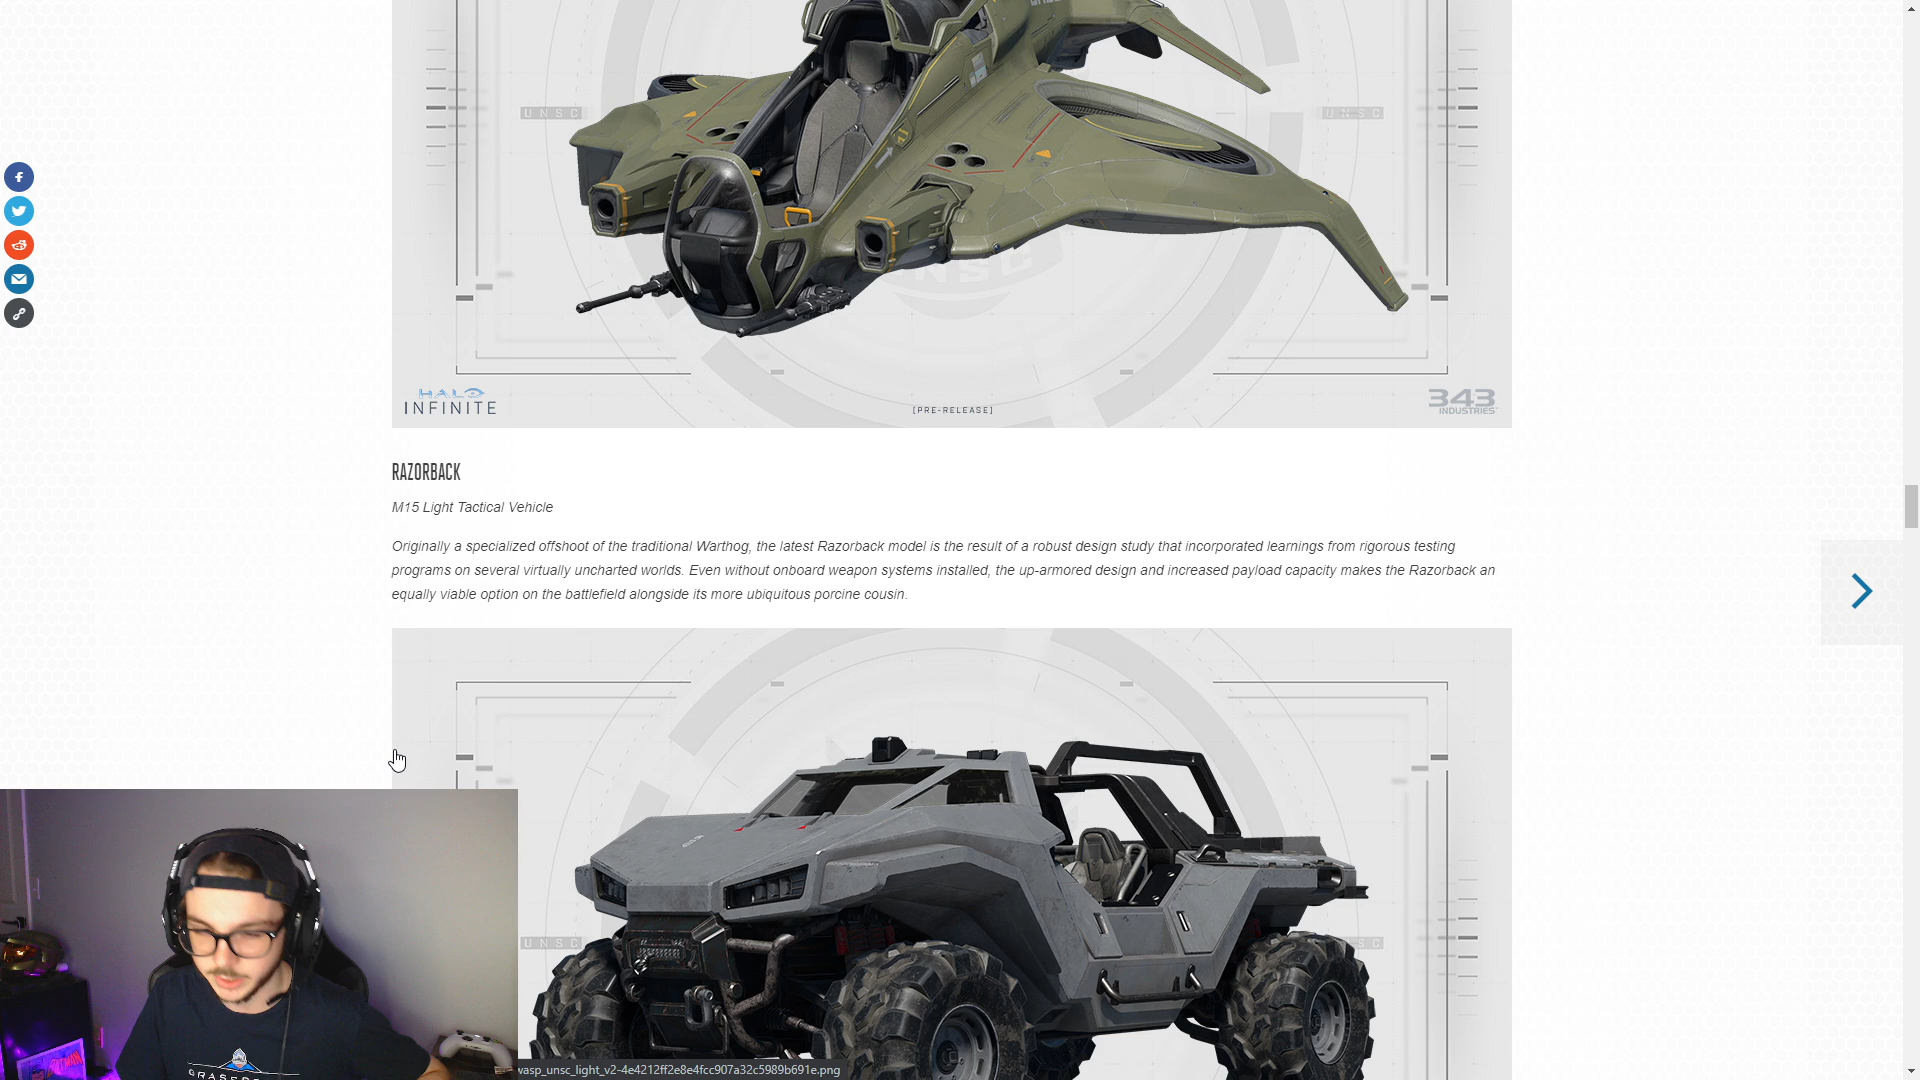 UNSC
UNSC
UNSC
HALO
INFINITE
[PRE-RELEASE]
343
INDUSTRIES
RAZORBACK
M15 Light Tactical Vehicle
Originally a specialized offshoot of the traditional Warthog, the latest Razorback model is the result of a robust design study that incorporated learnings from rigorous testing
programs on several virtually uncharted worlds. Even without onboard weapon systems installed, the up-armored design and increased payload capacity makes the Razorback an
equally viable option on the battlefield alongside its more ubiquitous porcine cousin.
UNSC
wasp_unsc_light_v2-4e4212ff2e8e4fcc907a32c5989b691e.png